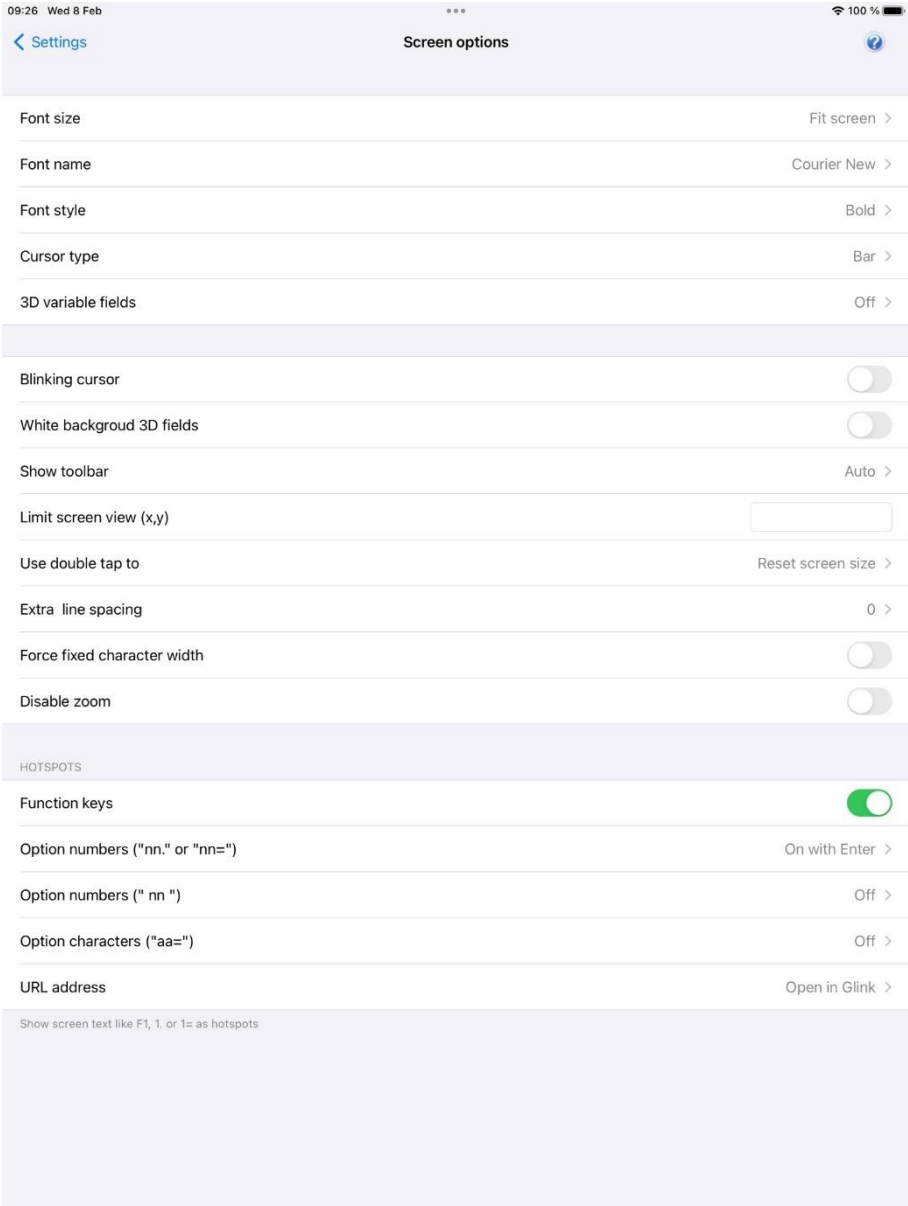 09:26 Wed 8 Feb 100 %
Settings Screen options ?
Font size Fit screen
Font name Courier New
Font style Bold
Cursor type Bar
3D variable fields Off
Blinking cursor
White backgroud 3D fields
Show toolbar Auto
Limit screen view (x,y)
Use double tap to Reset screen size
Extra  line spacing 0
Force fixed character width
Disable zoom
HOTSPOTS
Function keys
Option numbers ("nn." or "nn=") On with Enter
Option numbers (" nn ") Off
Option characters ("aa=") Off
URL address Open in Glink
Show screen text like F1, 1. or 1= as hotspots